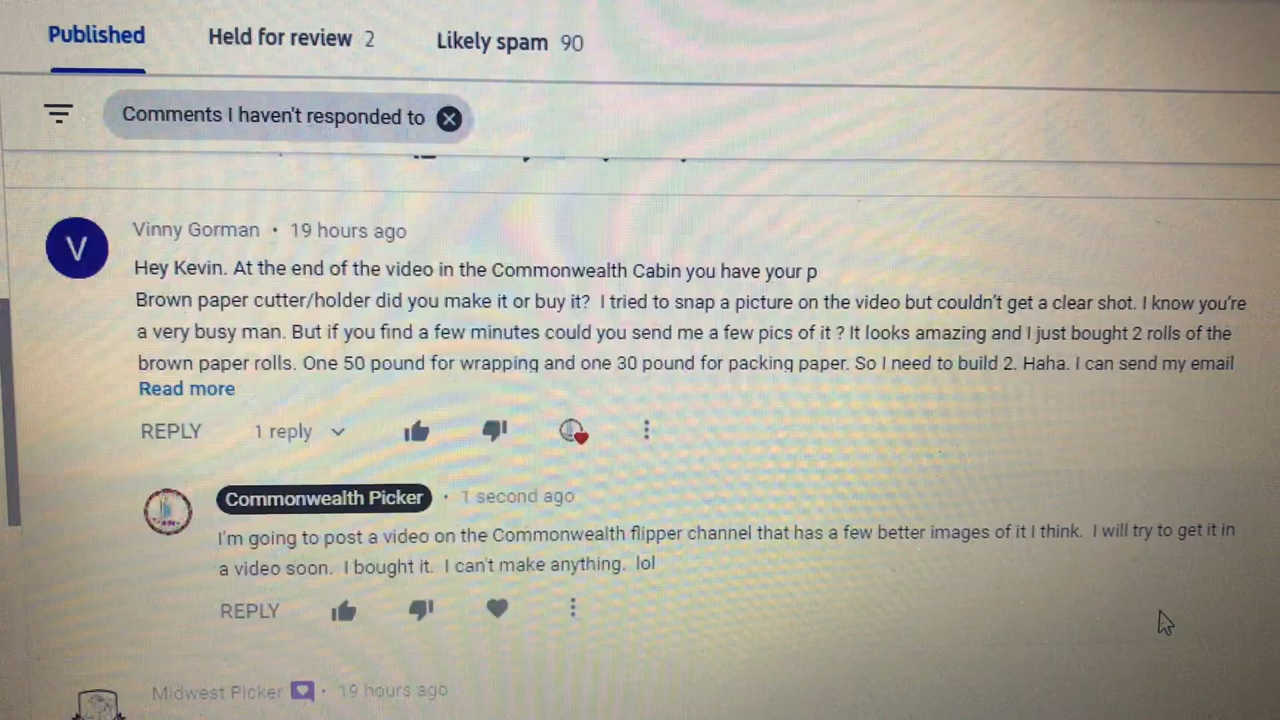 Published Held for review 2 Likely spam 90
Comments I haven't responded to
V
Vinny Gorman • 19 hours ago
Hey Kevin. At the end of the video in the Commonwealth Cabin you have your p
Brown paper cutter/holder did you make it or buy it? I tried to snap a picture on the video but couldn't get a clear shot. I know you're
a very busy man. But if you find a few minutes could you send me a few pics of it ? It looks amazing and I just bought 2 rolls of the
brown paper rolls. One 50 pound for wrapping and one 30 pound for packing paper. So I need to build 2. Haha. I can send my email
Read more
REPLY 1 reply
Commonwealth Picker • 1 second ago
I'm going to post a video on the Commonwealth flipper channel that has a few better images of it I think. I will try to get it in
a video soon. I bought it. I can't make anything. lol
REPLY
Midwest Picker • 19 hours ago